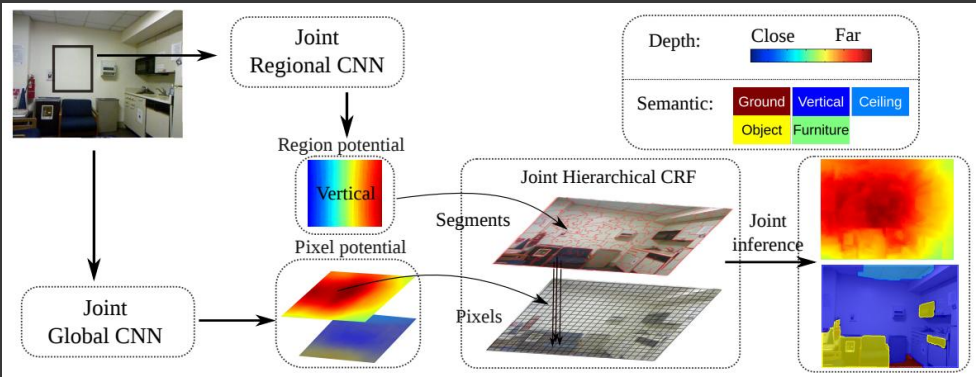 Joint
Regional CNN
Depth:
Close
Far
Semantic:
Ground
Vertical
Ceiling
Object
Furniture
Region potential
Vertical
Joint Hierarchical CRF
Segments
Joint
inference
Pixel potential
Pixels
Joint
Global CNN